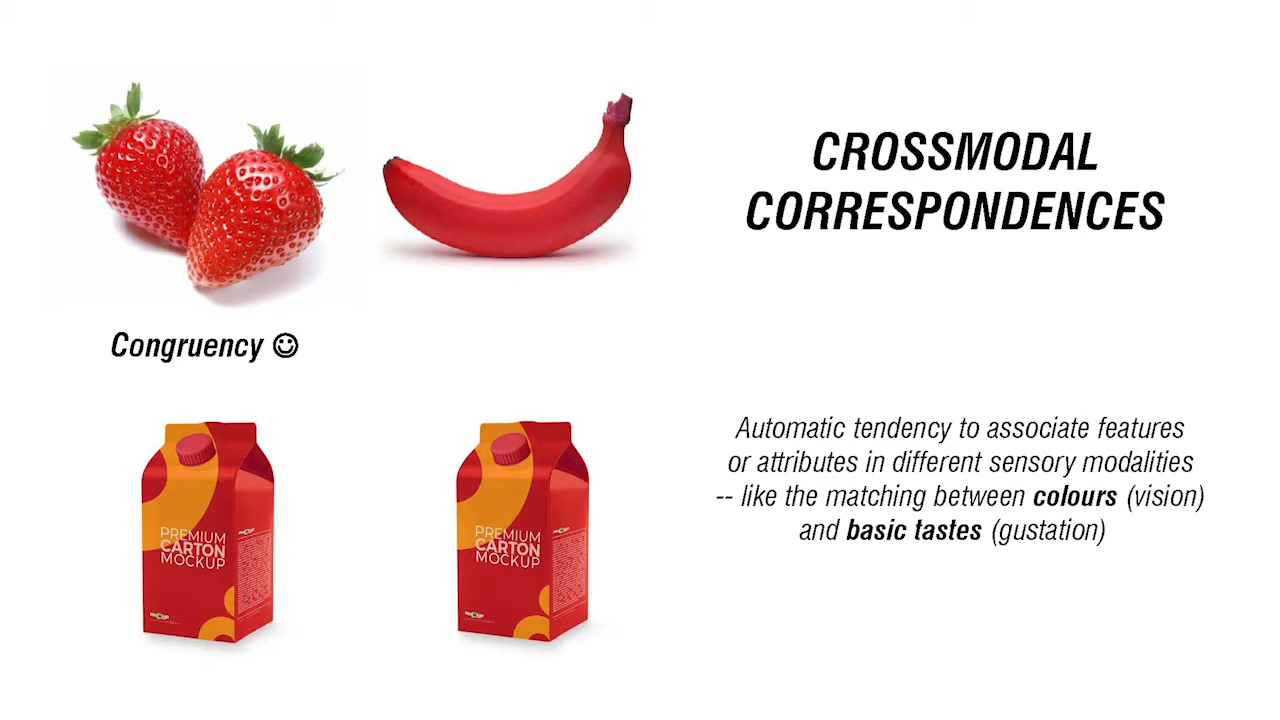 CROSSMODAL
CORRESPONDENCES
Congruency ☺
Automatic tendency to associate features
or attributes in different sensory modalities
-- like the matching between colours (vision)
and basic tastes (gustation)
PREMIUM
CARTON
MOCKUP
PREMIUM
CARTON
MOCKUP